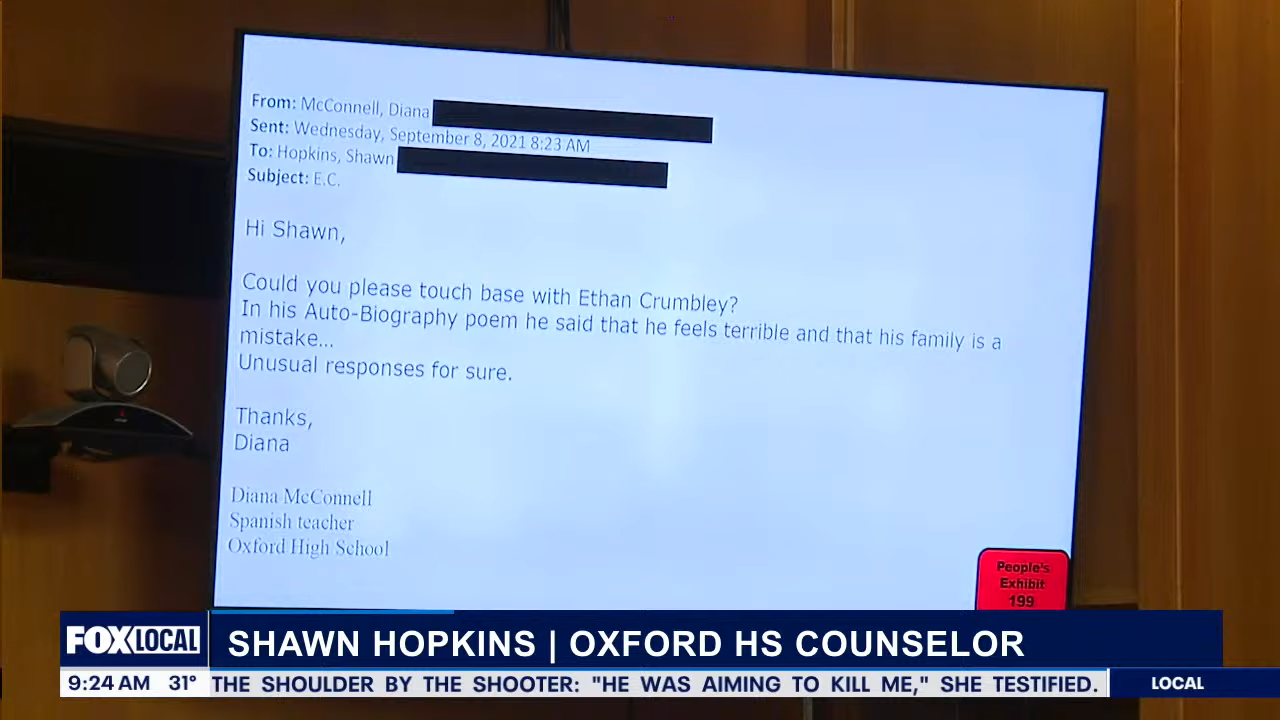 From: McConnell, Diana
Sent: Wednesday, September 8, 2021 8:23 AM
To: Hopkins, Shawn
Subject: E.C.
Hi Shawn,
Could you please touch base with Ethan Crumbley?
In his Auto-Biography poem he said that he feels terrible and that his family is a
mistake...
Unusual responses for sure.
Thanks,
Diana
Diana McConnell
Spanish teacher
Oxford High School
People's
Exhibit
199
FOX LOCAL
SHAWN HOPKINS | OXFORD HS COUNSELOR
9:24 AM 31° THE SHOULDER BY THE SHOOTER: "HE WAS AIMING TO KILL ME," SHE TESTIFIED. LOCAL